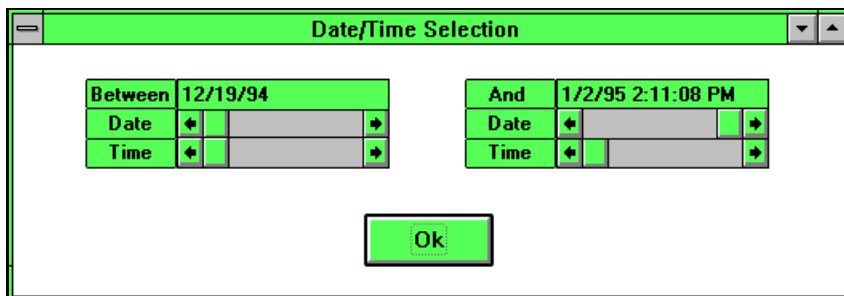 Date/Time Selection
Between 12/19/94
Date
Time
And 1/2/95 2:11:08 PM
Date
Time
Ok